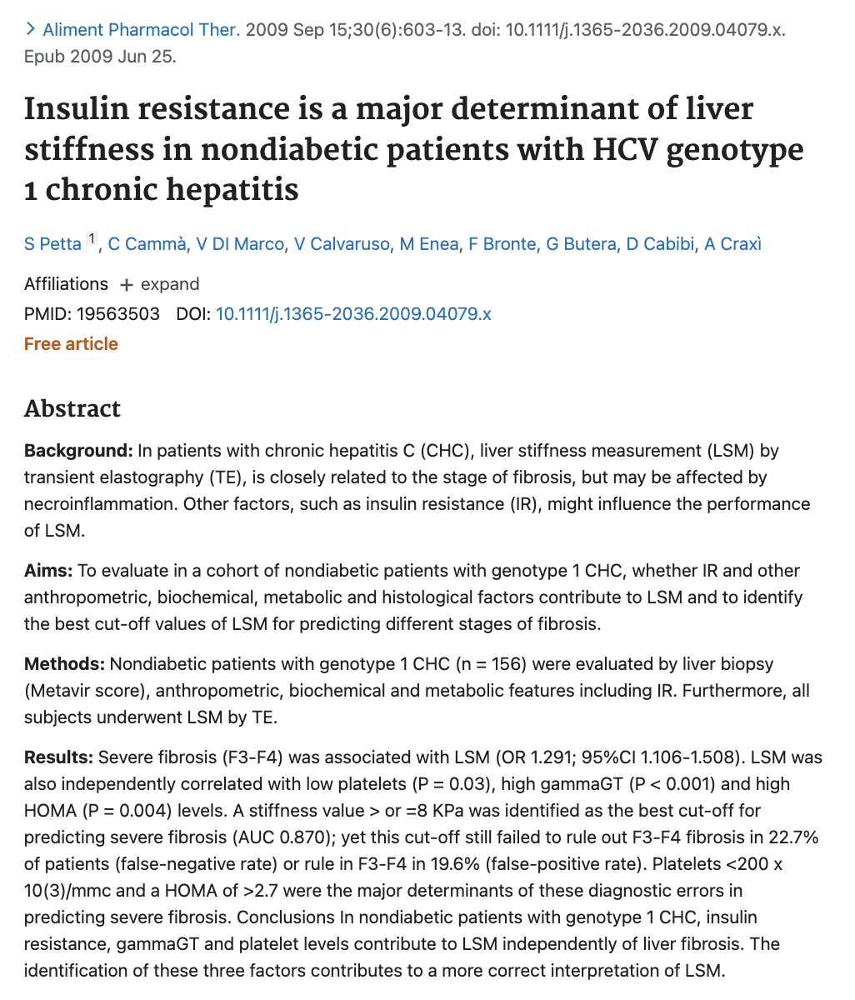 > Aliment Pharmacol Ther. 2009 Sep 15;30(6):603-13. doi: 10.1111/j.1365-2036.2009.04079.x.
Epub 2009 Jun 25.
Insulin resistance is a major determinant of liver
stiffness in nondiabetic patients with HCV genotype
1 chronic hepatitis
S Petta 1, C Cammà, V DI Marco, V Calvaruso, M Enea, F Bronte, G Butera, D Cabibi, A Craxì
Affiliations + expand
PMID: 19563503 DOI: 10.1111/j.1365-2036.2009.04079.x
Free article
Abstract
Background: In patients with chronic hepatitis C (CHC), liver stiffness measurement (LSM) by
transient elastography (TE), is closely related to the stage of fibrosis, but may be affected by
necroinflammation. Other factors, such as insulin resistance (IR), might influence the performance
of LSM.
Aims: To evaluate in a cohort of nondiabetic patients with genotype 1 CHC, whether IR and other
anthropometric, biochemical, metabolic and histological factors contribute to LSM and to identify
the best cut-off values of LSM for predicting different stages of fibrosis.
Methods: Nondiabetic patients with genotype 1 CHC (n = 156) were evaluated by liver biopsy
(Metavir score), anthropometric, biochemical and metabolic features including IR. Furthermore, all
subjects underwent LSM by TE.
Results: Severe fibrosis (F3-F4) was associated with LSM (OR 1.291; 95%CI 1.106-1.508). LSM was
also independently correlated with low platelets (P = 0.03), high gammaGT (P < 0.001) and high
HOMA (P = 0.004) levels. A stiffness value > or =8 KPa was identified as the best cut-off for
predicting severe fibrosis (AUC 0.870); yet this cut-off still failed to rule out F3-F4 fibrosis in 22.7%
of patients (false-negative rate) or rule in F3-F4 in 19.6% (false-positive rate). Platelets <200 x
10(3)/mmc and a HOMA of >2.7 were the major determinants of these diagnostic errors in
predicting severe fibrosis. Conclusions In nondiabetic patients with genotype 1 CHC, insulin
resistance, gammaGT and platelet levels contribute to LSM independently of liver fibrosis. The
identification of these three factors contributes to a more correct interpretation of LSM.